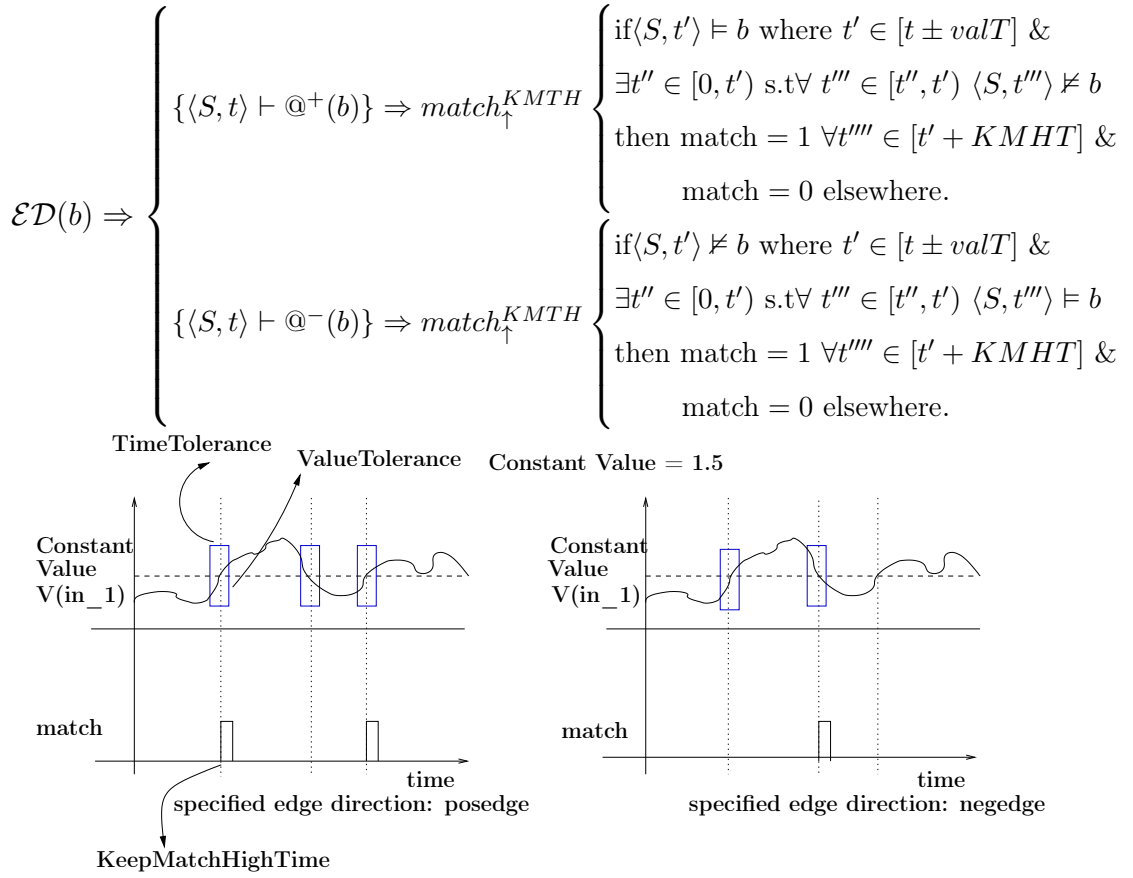 if⟨S, t′⟩ ⊨ b where t′ ∈ [t ± valT] &
∃t″ ∈ [0, t′) s.t∀ t‴ ∈ [t″, t′) ⟨S, t‴⟩ ⊭ b
{⟨S, t⟩ ⊢ @⁺(b)} ⇒ match↑^KMTH
then match = 1 ∀t⁗ ∈ [t′ + KMHT] &
match = 0 elsewhere.
ℰ𝒟(b) ⇒
if⟨S, t′⟩ ⊭ b where t′ ∈ [t ± valT] &
∃t″ ∈ [0, t′) s.t∀ t‴ ∈ [t″, t′) ⟨S, t‴⟩ ⊨ b
{⟨S, t⟩ ⊢ @⁻(b)} ⇒ match↑^KMTH
then match = 1 ∀t⁗ ∈ [t′ + KMHT] &
match = 0 elsewhere.
TimeTolerance
ValueTolerance
Constant Value = 1.5
Constant
Value
V(in_1)
match
time
specified edge direction: posedge
KeepMatchHighTime
Constant
Value
V(in_1)
match
time
specified edge direction: negedge